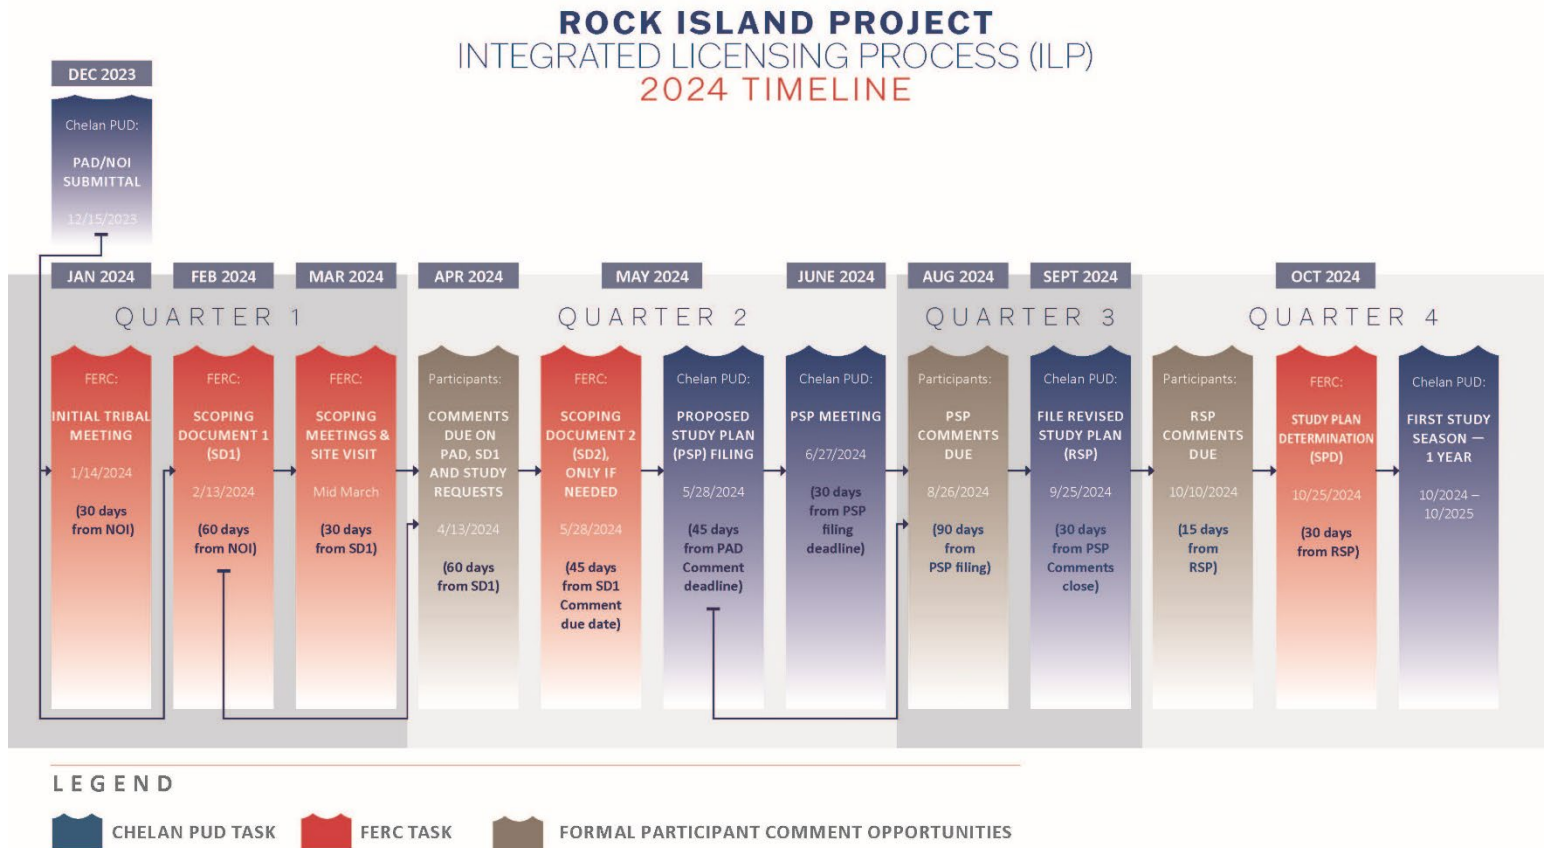 ROCK ISLAND PROJECT
INTEGRATED LICENSING PROCESS (ILP)
2024 TIMELINE
DEC 2023
Chelan PUD:
PAD/NOI
SUBMITTAL
12/15/2023
JAN 2024
FEB 2024
MAR 2024
APR 2024
MAY 2024
JUNE 2024
AUG 2024
SEPT 2024
OCT 2024
QUARTER 1
QUARTER 2
QUARTER 3
QUARTER 4
FERC:
INITIAL TRIBAL
MEETING
1/14/2024
(30 days
from NOI)
FERC:
SCOPING
DOCUMENT 1
(SD1)
2/13/2024
(60 days
from NOI)
FERC:
SCOPING
MEETINGS &
SITE VISIT
Mid March
(30 days
from SD1)
Participants:
COMMENTS
DUE ON
PAD, SD1
AND STUDY
REQUESTS
4/13/2024
(60 days
from SD1)
FERC:
SCOPING
DOCUMENT 2
(SD2),
ONLY IF
NEEDED
5/28/2024
(45 days
from SD1
Comment
due date)
Chelan PUD:
PROPOSED
STUDY PLAN
(PSP) FILING
5/28/2024
(45 days
from PAD
Comment
deadline)
Chelan PUD:
PSP MEETING
6/27/2024
(30 days
from PSP
filing
deadline)
Participants:
PSP
COMMENTS
DUE
8/26/2024
(90 days
from
PSP filing)
Chelan PUD:
FILE REVISED
STUDY PLAN
(RSP)
9/25/2024
(30 days
from PSP
Comments
close)
Participants:
RSP
COMMENTS
DUE
10/10/2024
(15 days
from
RSP)
FERC:
STUDY PLAN
DETERMINATION
(SPD)
10/25/2024
(30 days
from RSP)
Chelan PUD:
FIRST STUDY
SEASON —
1 YEAR
10/2024 –
10/2025
LEGEND
CHELAN PUD TASK
FERC TASK
FORMAL PARTICIPANT COMMENT OPPORTUNITIES